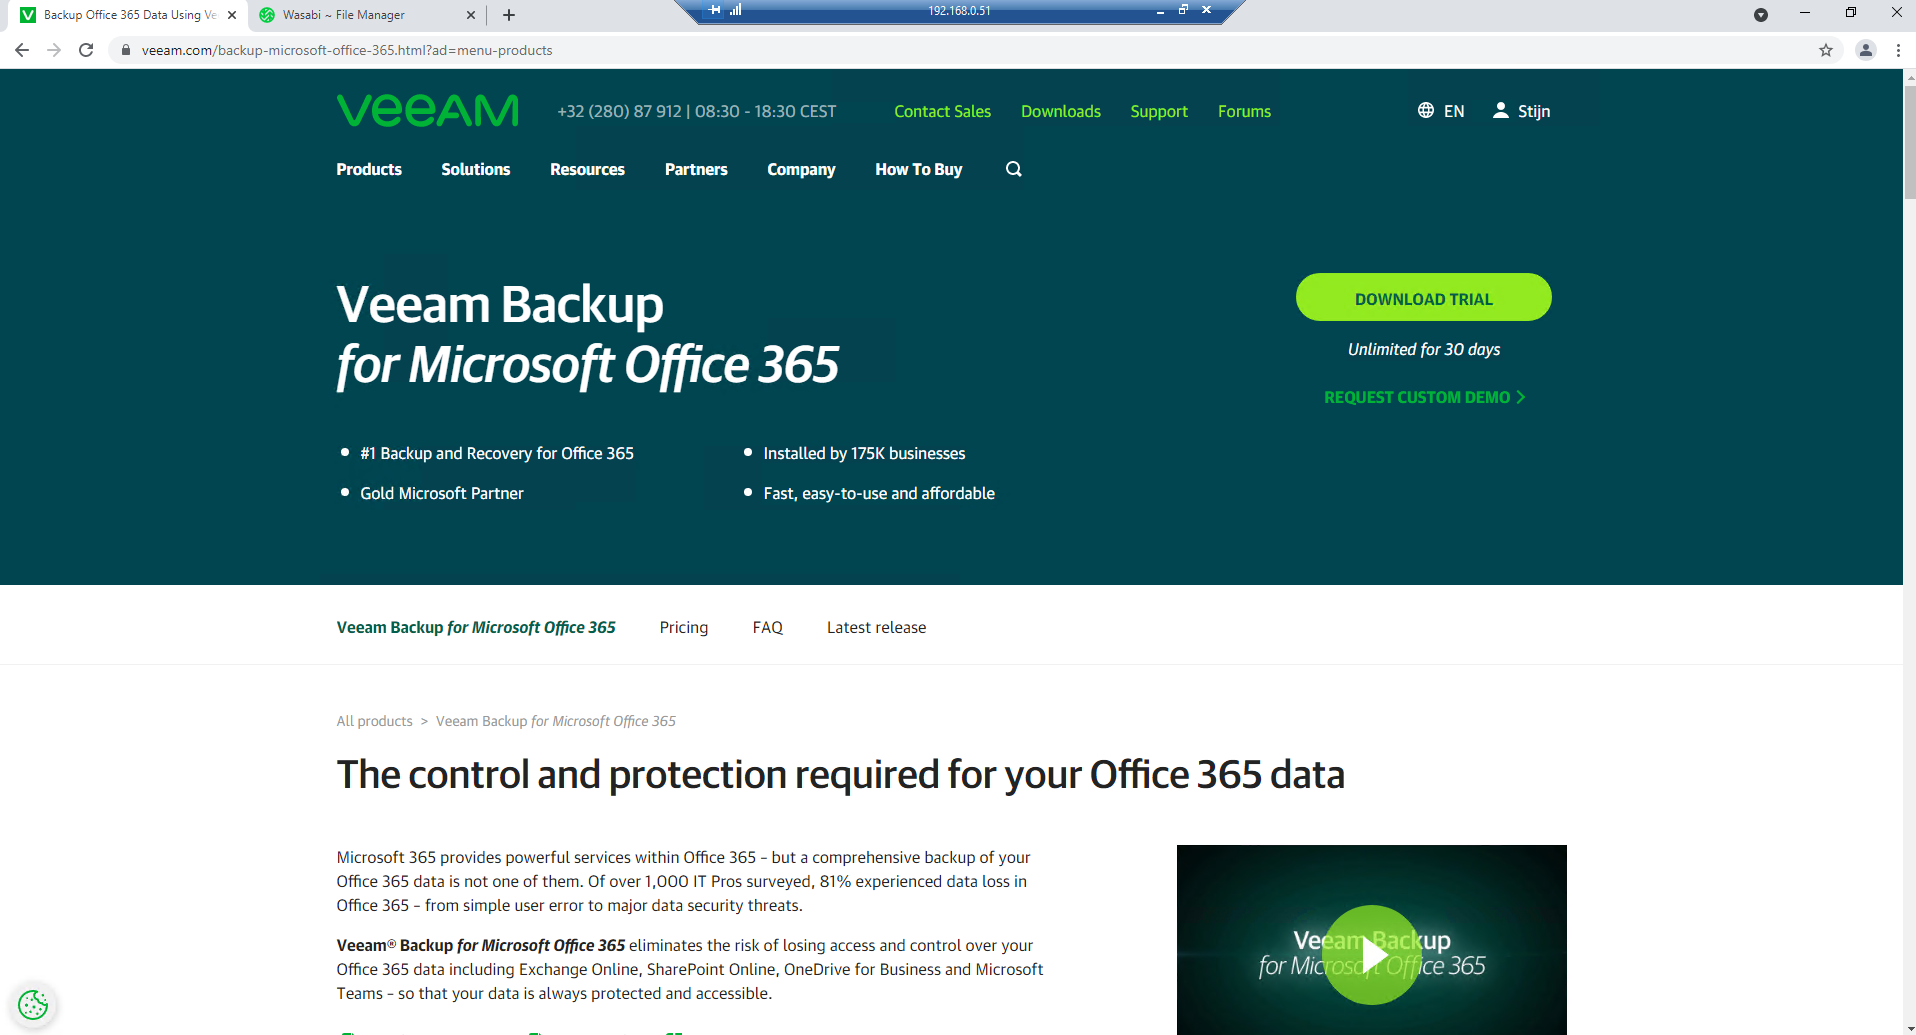 Backup Office 365 Data Using Ve
Wasabi ~ File Manager
192.168.0.51
veeam.com/backup-microsoft-office-365.html?ad=menu-products
VEEAM
+32 (280) 87 912 | 08:30 - 18:30 CEST
Contact Sales
Downloads
Support
Forums
EN
Stijn
Products
Solutions
Resources
Partners
Company
How To Buy
Veeam Backup
for Microsoft Office 365
DOWNLOAD TRIAL
Unlimited for 30 days
REQUEST CUSTOM DEMO
#1 Backup and Recovery for Office 365
Installed by 175K businesses
Gold Microsoft Partner
Fast, easy-to-use and affordable
Veeam Backup for Microsoft Office 365
Pricing
FAQ
Latest release
All products > Veeam Backup for Microsoft Office 365
The control and protection required for your Office 365 data
Microsoft 365 provides powerful services within Office 365 – but a comprehensive backup of your
Office 365 data is not one of them. Of over 1,000 IT Pros surveyed, 81% experienced data loss in
Office 365 – from simple user error to major data security threats.
Veeam® Backup for Microsoft Office 365 eliminates the risk of losing access and control over your
Office 365 data including Exchange Online, SharePoint Online, OneDrive for Business and Microsoft
Teams – so that your data is always protected and accessible.
Veeam Backup
for Microsoft Office 365